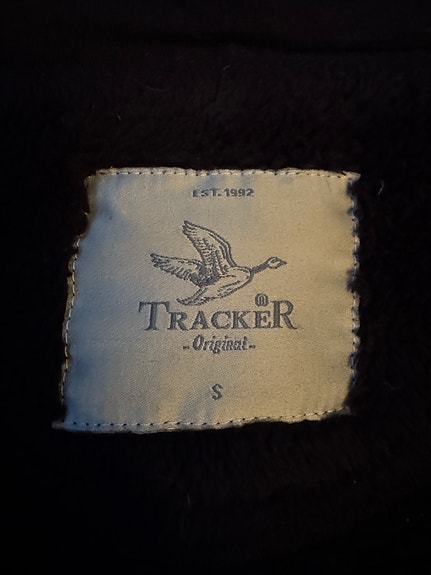 EST. 1992
TRACKER
- Original -
S